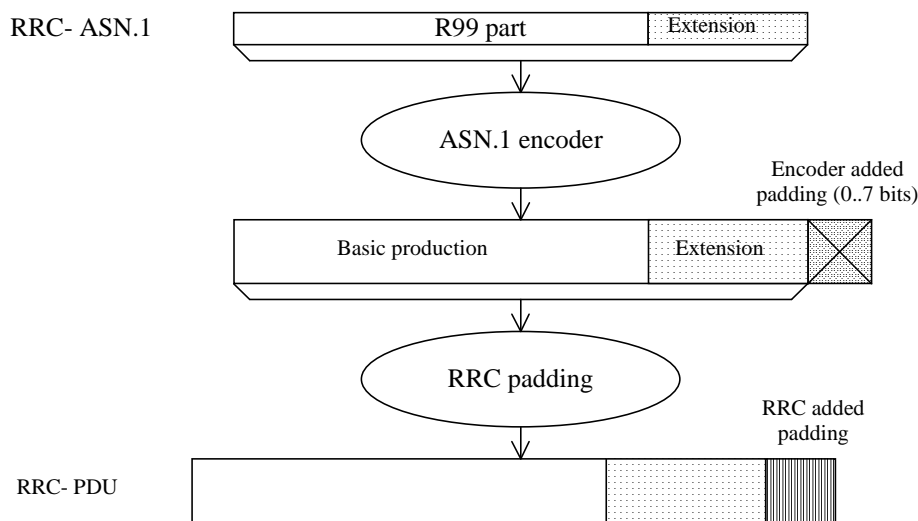 RRC- ASN.1
R99 part
Extension
ASN.1 encoder
Encoder added
padding (0..7 bits)
Basic production
Extension
RRC padding
RRC added
padding
RRC- PDU